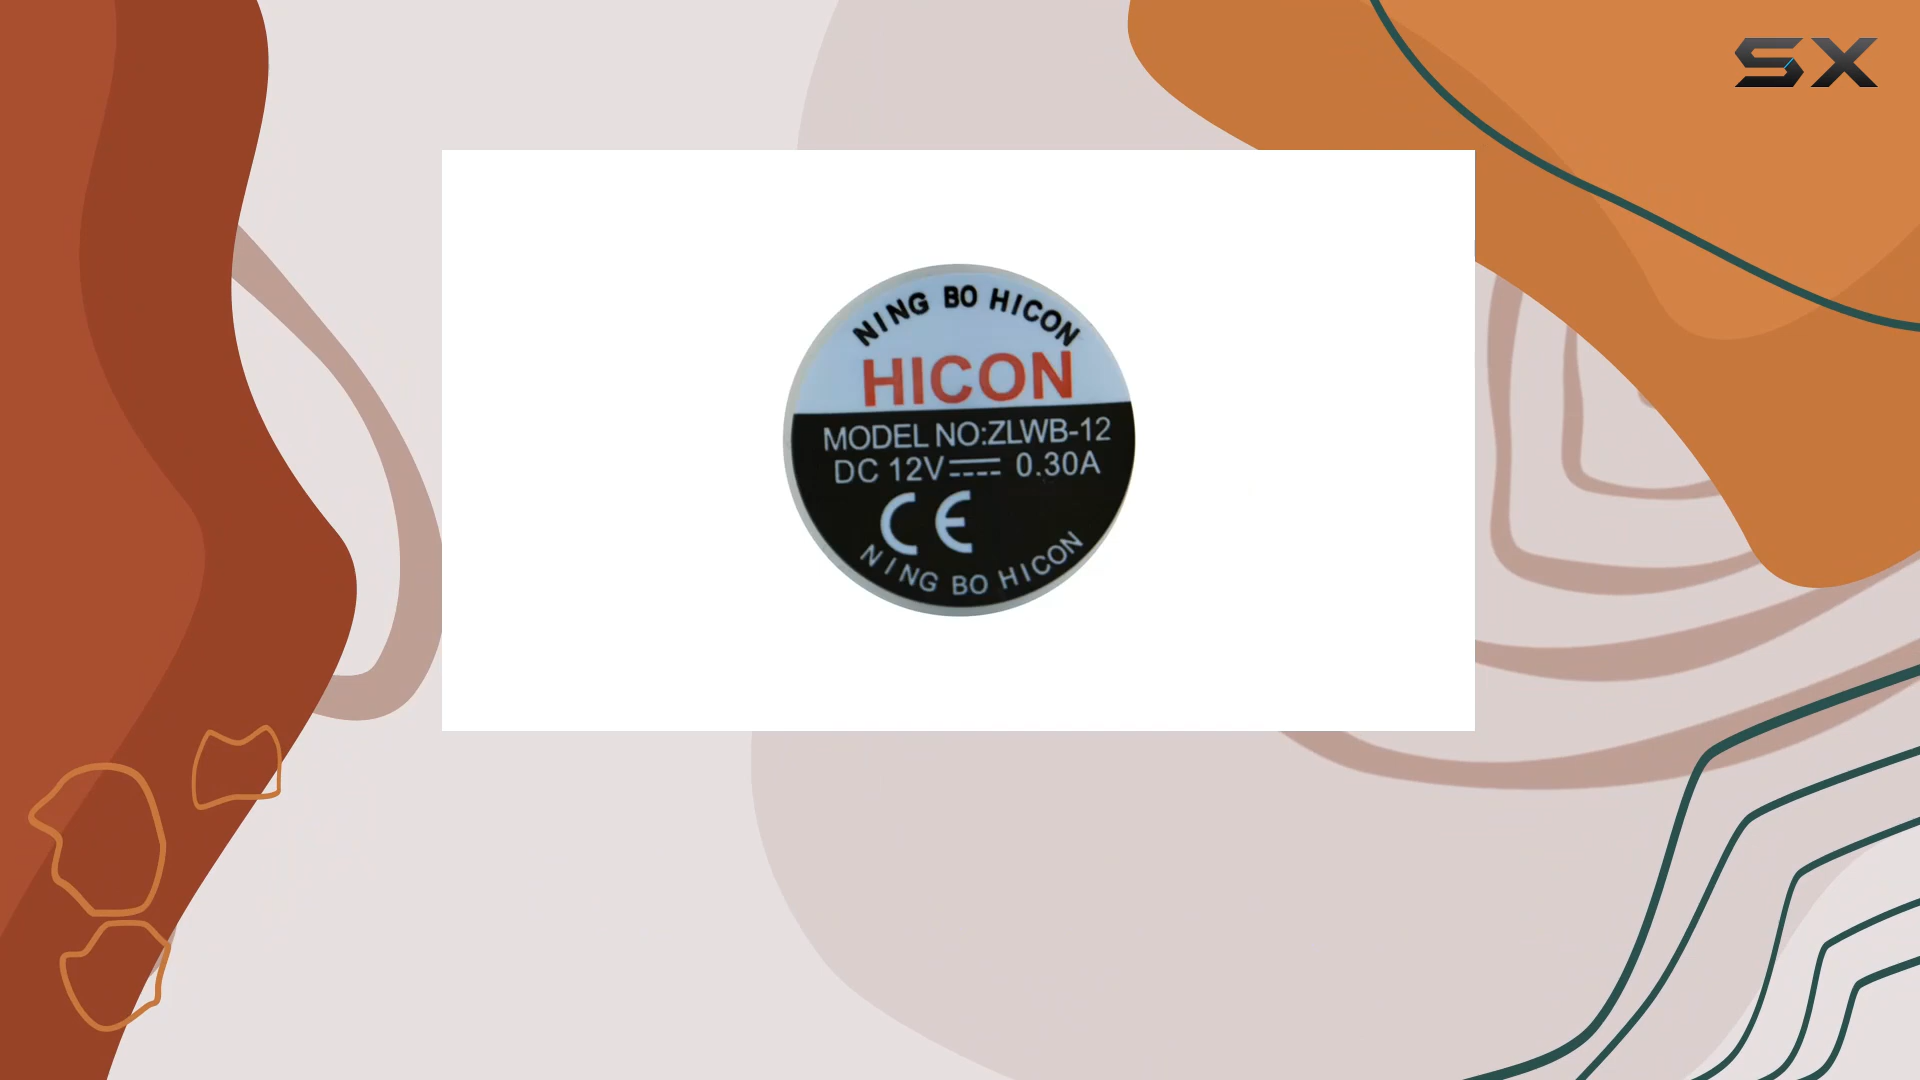 SX
NING BO HICON
HICON
MODEL NO:ZLWB-12
DC 12V 0.30A
CE
NING BO HICON